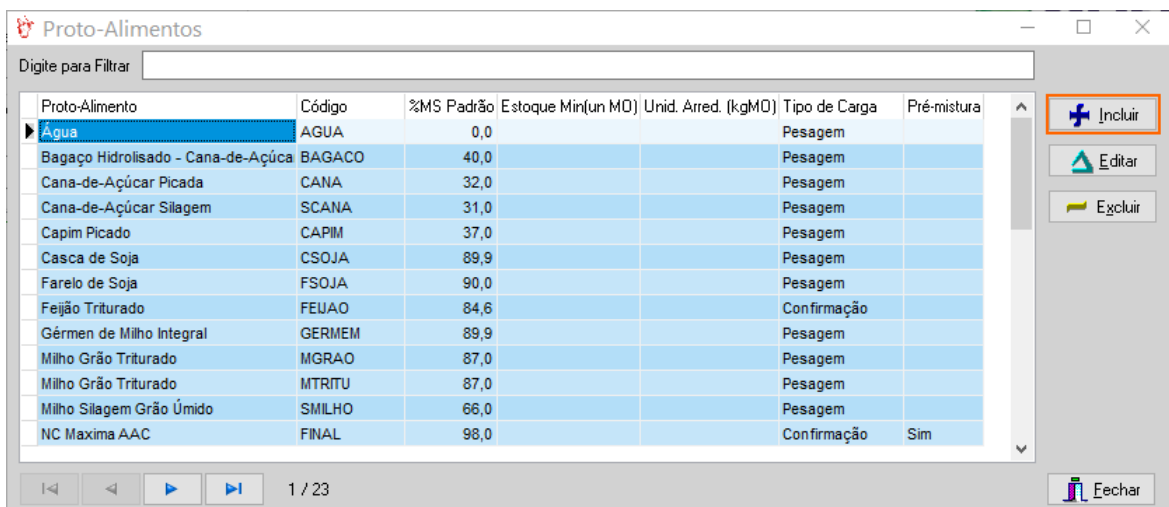 Proto-Alimentos
Digite para Filtrar
Proto-Alimento Código %MS Padrão Estoque Min(un MO) Unid. Arred. (kgMO) Tipo de Carga Pré-mistura
Água AGUA 0,0 Pesagem
Bagaço Hidrolisado - Cana-de-Açúca BAGACO 40,0 Pesagem
Cana-de-Açúcar Picada CANA 32,0 Pesagem
Cana-de-Açúcar Silagem SCANA 31,0 Pesagem
Capim Picado CAPIM 37,0 Pesagem
Casca de Soja CSOJA 89,9 Pesagem
Farelo de Soja FSOJA 90,0 Pesagem
Feijão Triturado FEIJAO 84,6 Confirmação
Gérmen de Milho Integral GERMEM 89,9 Pesagem
Milho Grão Triturado MGRAO 87,0 Pesagem
Milho Grão Triturado MTRITU 87,0 Pesagem
Milho Silagem Grão Úmido SMILHO 66,0 Pesagem
NC Maxima AAC FINAL 98,0 Confirmação Sim
Incluir
Editar
Excluir
1 / 23
Fechar